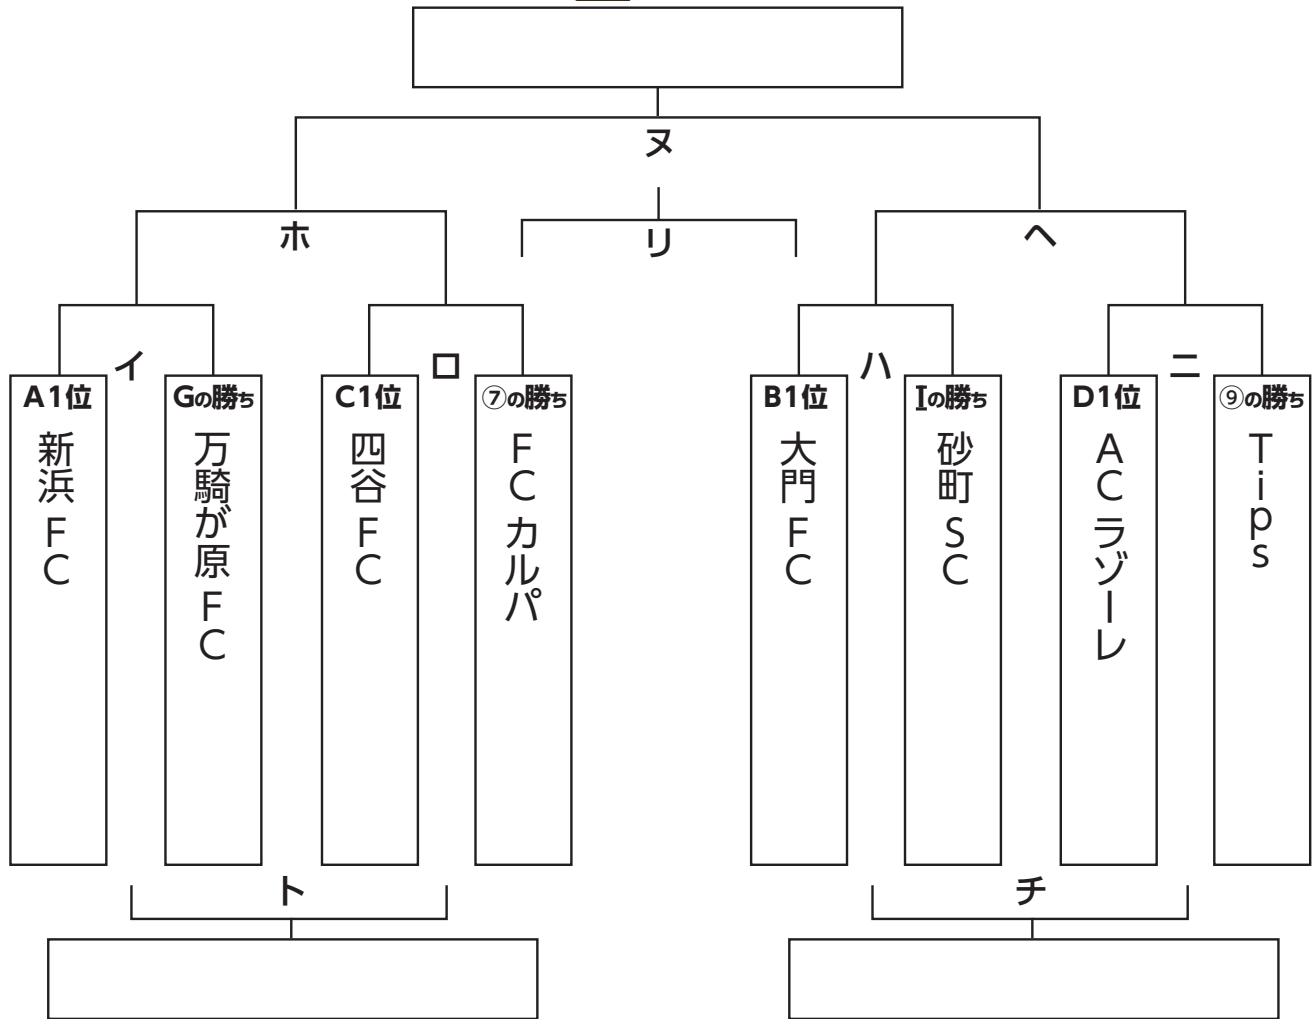 ヌ
ホ
リ
ヘ
イ
ロ
ハ
ニ
A1位
新浜FC
Gの勝ち
万騎が原FC
C1位
四谷FC
⑦の勝ち
FCカルパ
B1位
大門FC
Iの勝ち
砂町SC
D1位
ACラゾーレ
⑨の勝ち
Tips
ト
チ